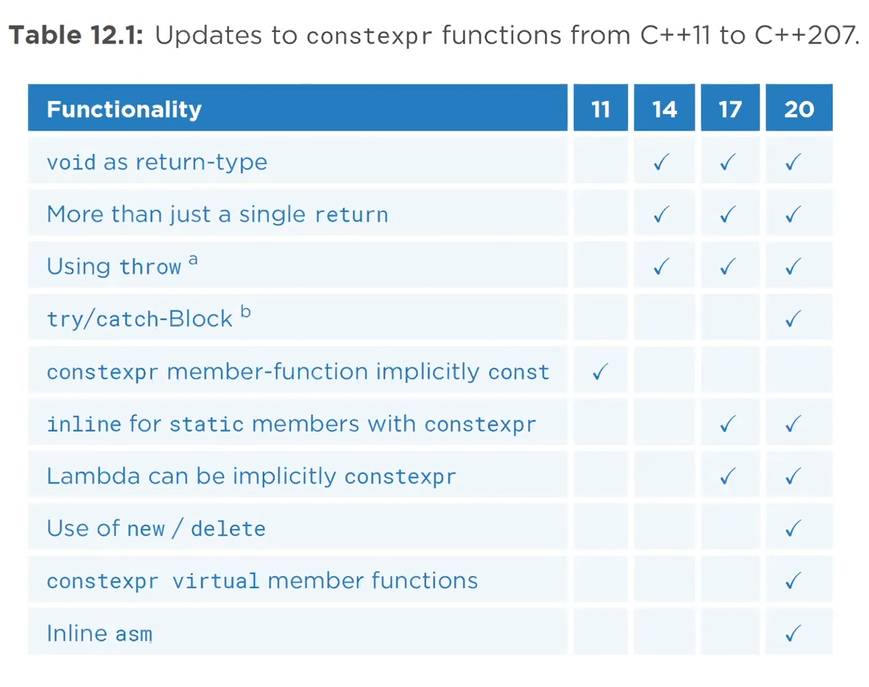 Table 12.1: Updates to constexpr functions from C++11 to C++207.
Functionality 11 14 17 20
void as return-type ✓ ✓ ✓
More than just a single return ✓ ✓ ✓
Using throw a ✓ ✓ ✓
try/catch-Block b ✓
constexpr member-function implicitly const ✓
inline for static members with constexpr ✓ ✓
Lambda can be implicitly constexpr ✓ ✓
Use of new / delete ✓
constexpr virtual member functions ✓
Inline asm ✓